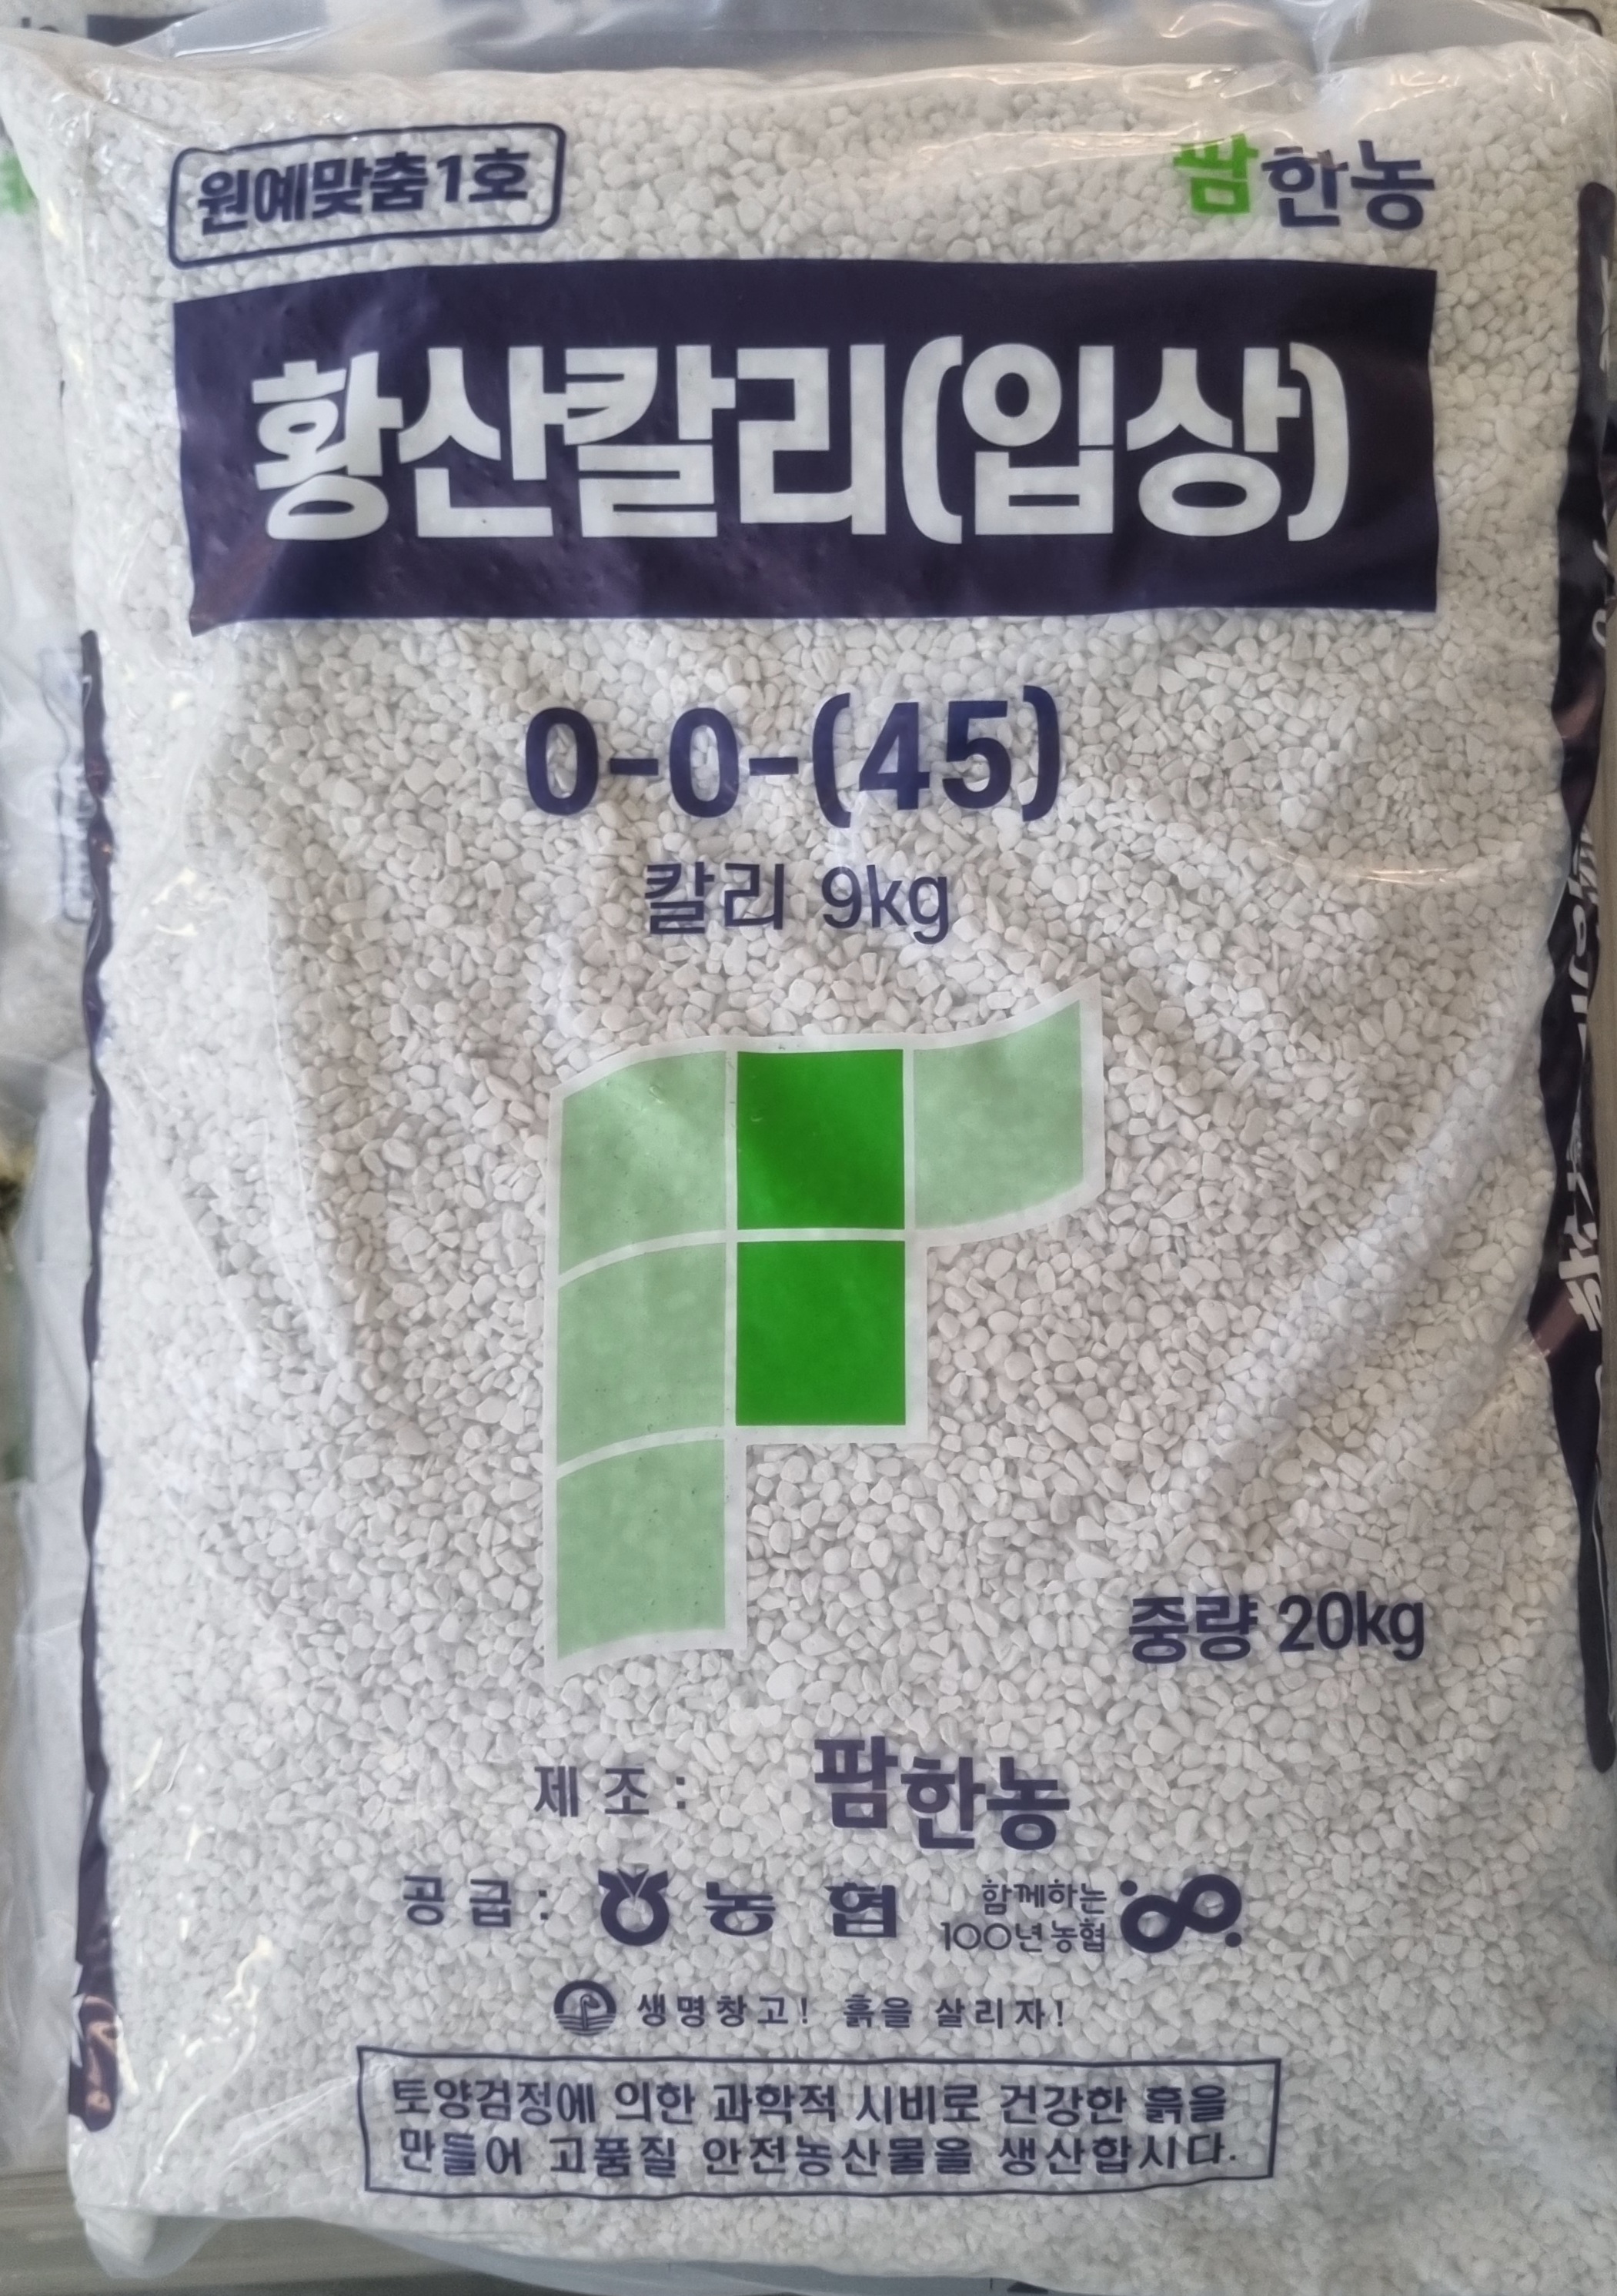 원예맞춤1호
팜한농
황산칼리(입상)
0-0-(45)
칼리 9kg
중량 20kg
제조: 팜한농
공급: 농협 함께하는
100년 농협
생명창고! 흙을 살리자!
토양검정에 의한 과학적 시비로 건강한 흙을
만들어 고품질 안전농산물을 생산합시다.